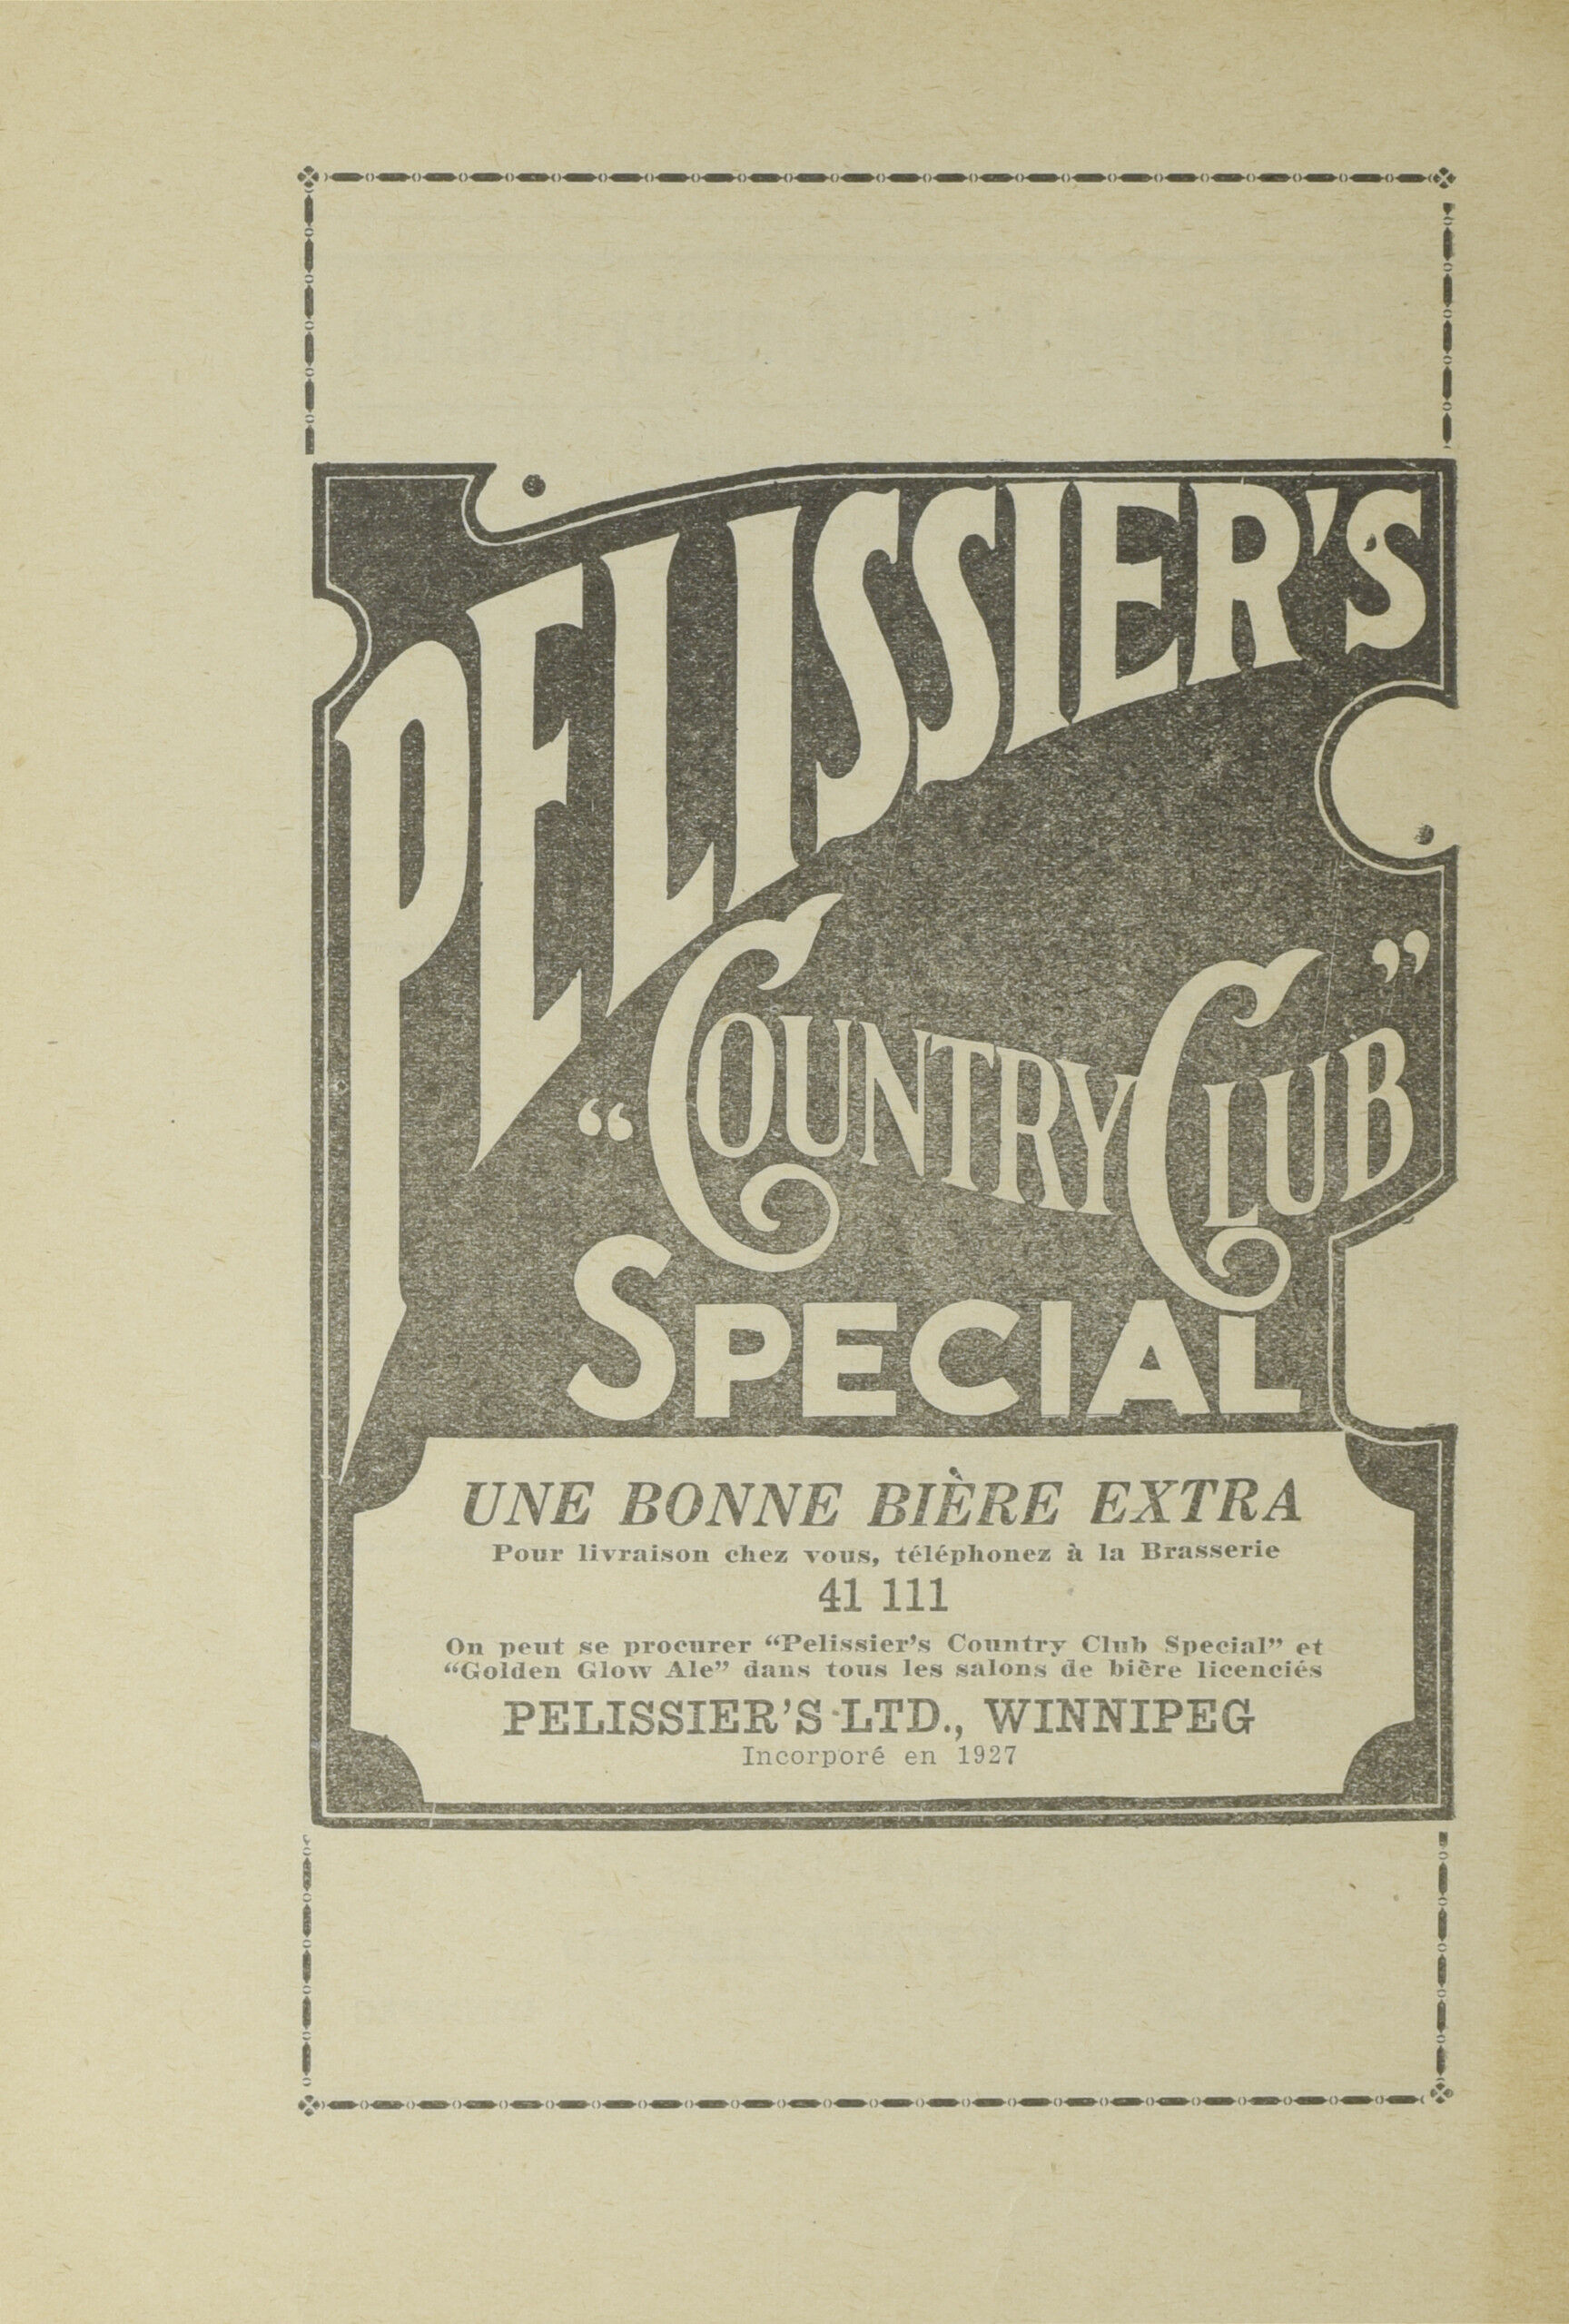 PELISSIER'S
“COUNTRY CLUB”
SPECIAL
UNE BONNE BIÈRE EXTRA
Pour livraison chez vous, téléphonez à la Brasserie
41 111
On peut se procurer “Pelissier's Country Club Special” et
“Golden Glow Ale” dans tous les salons de bière licenciés
PELISSIER'S LTD., WINNIPEG
Incorporé en 1927